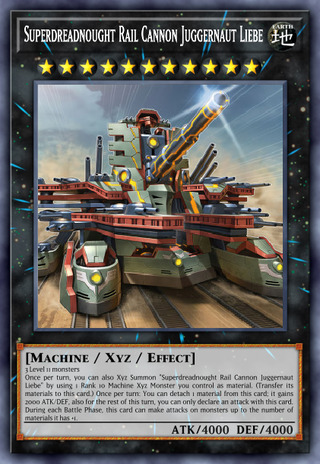 Superdreadnought Rail Cannon Juggernaut Liebe
EARTH
地
[Machine / Xyz / Effect]
3 Level 11 monsters
Once per turn, you can also Xyz Summon "Superdreadnought Rail Cannon Juggernaut
Liebe" by using 1 Rank 10 Machine Xyz Monster you control as material. (Transfer its
materials to this card.) Once per turn: You can detach 1 material from this card; it gains
2000 ATK/DEF, also for the rest of this turn, you can only declare an attack with this card.
During each Battle Phase, this card can make attacks on monsters up to the number of
materials it has +1.
ATK/4000 DEF/4000